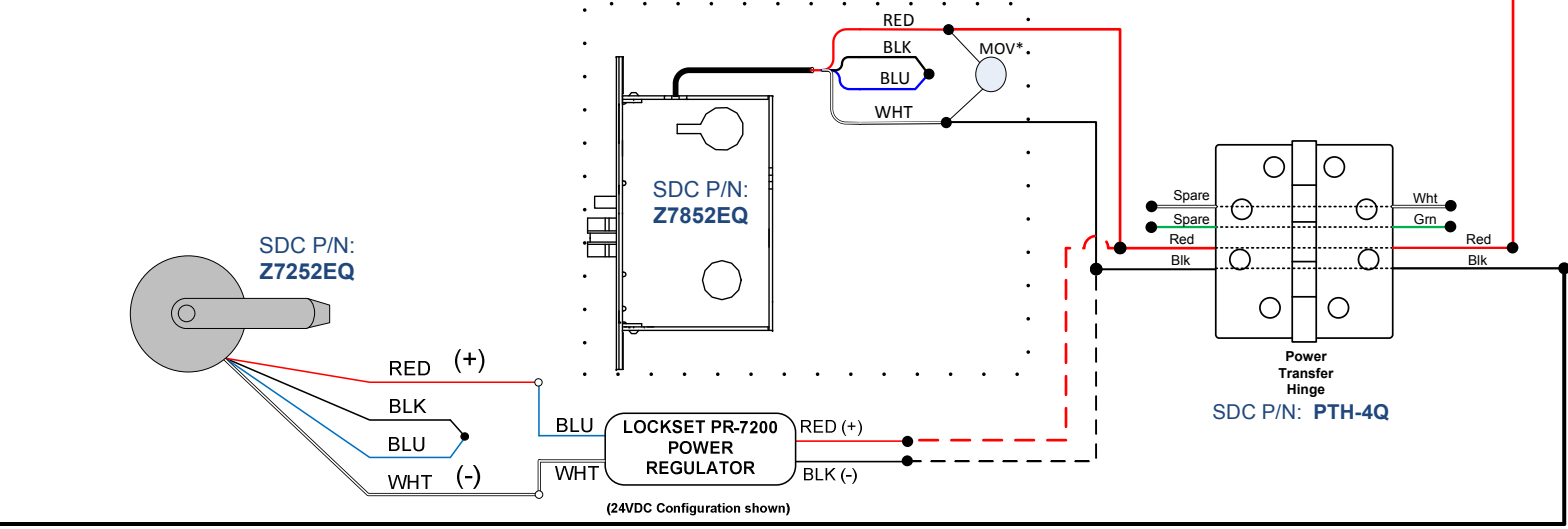 RED
BLK
MOV*
BLU
WHT
SDC P/N:
Z7852EQ
SDC P/N:
Z7252EQ
Spare
Wht
Spare
Grn
Red
Red
Blk
Blk
Power
Transfer
Hinge
SDC P/N: PTH-4Q
RED (+)
BLK
BLU
WHT (-)
BLU
WHT
LOCKSET PR-7200
POWER
REGULATOR
RED (+)
BLK (-)
(24VDC Configuration shown)